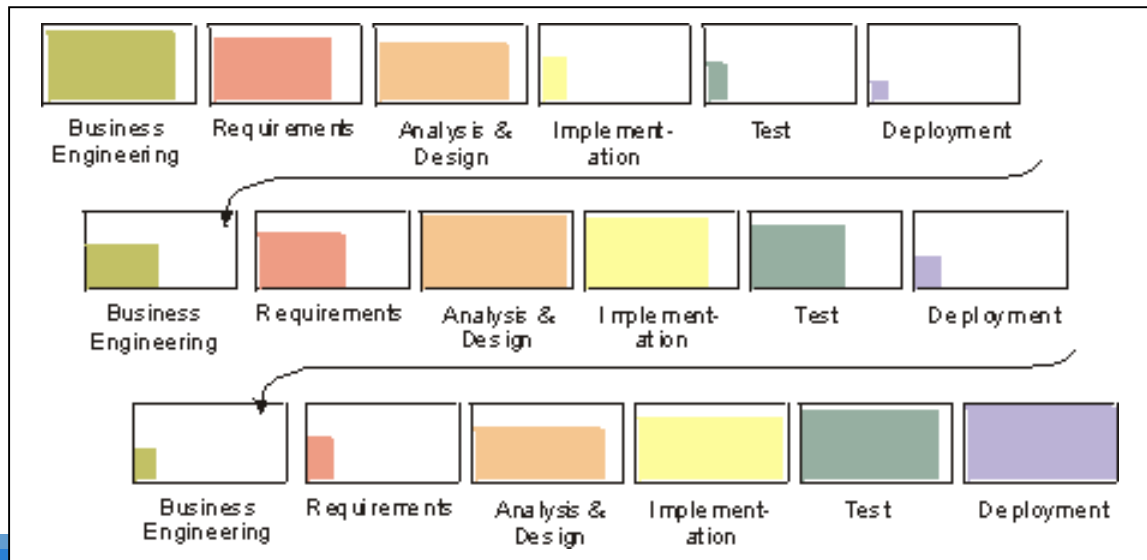 Business
Engineering
Requirements
Analysis &
Design
Implement-
ation
Test
Deployment
Business
Engineering
Requirements
Analysis &
Design
Implement-
ation
Test
Deployment
Business
Engineering
Requirements
Analysis &
Design
Implement-
ation
Test
Deployment